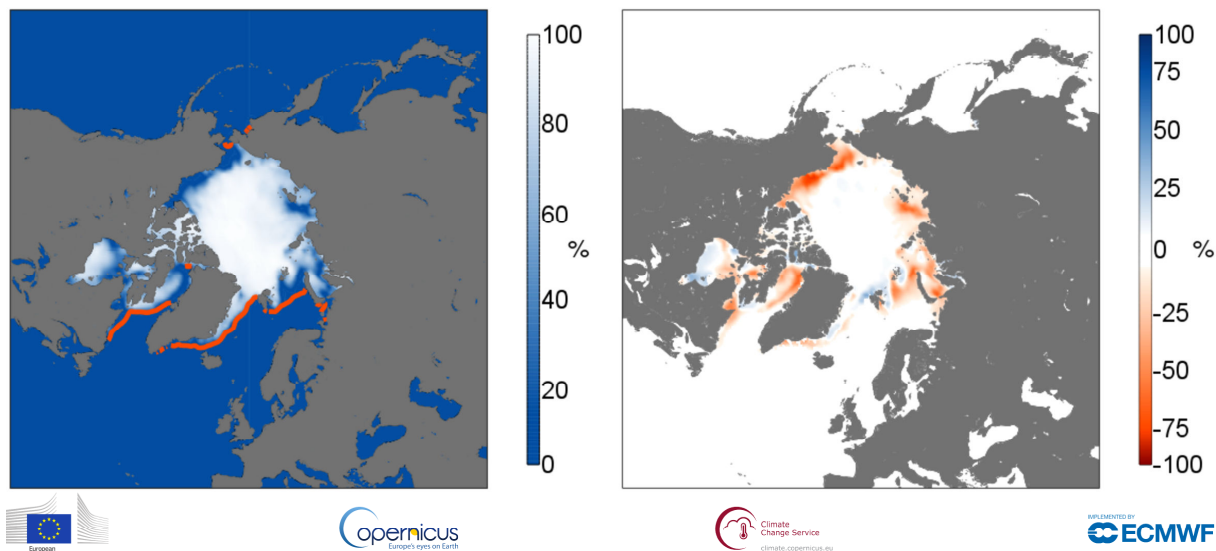 100
80
60
%
40
20
0
100
75
50
25
0
%
-25
-50
-75
-100
European
opernicus
Europe's eyes on Earth
Climate
Change Service
climate.copernicus.eu
IMPLEMENTED BY
ECMWF